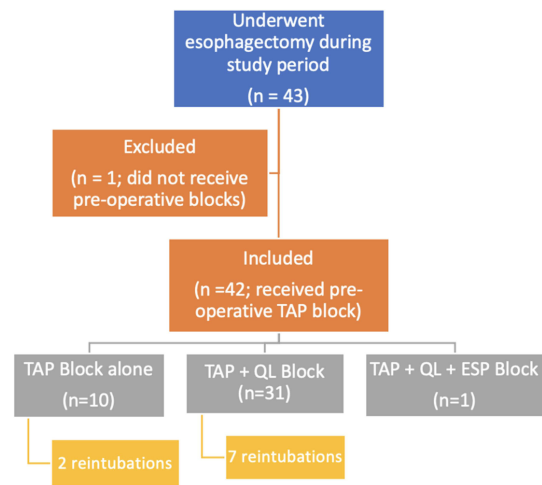 Underwent
esophagectomy during
study period
(n = 43)
Excluded
(n = 1; did not receive
pre-operative blocks)
Included
(n =42; received pre-
operative TAP block)
TAP Block alone
(n=10)
TAP + QL Block
(n=31)
TAP + QL + ESP Block
(n=1)
2 reintubations
7 reintubations